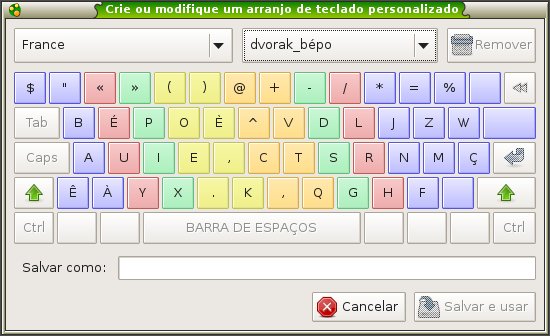 Crie ou modifique um arranjo de teclado personalizado
France dvorak_bépo Remover
$ " « » ( ) @ + - / * = %
Tab B É P O È ^ V D L J Z W
Caps A U I E , C T S R N M Ç
Ê À Y X . K , Q G H F
Ctrl BARRA DE ESPAÇOS Ctrl
Salvar como:
Cancelar Salvar e usar